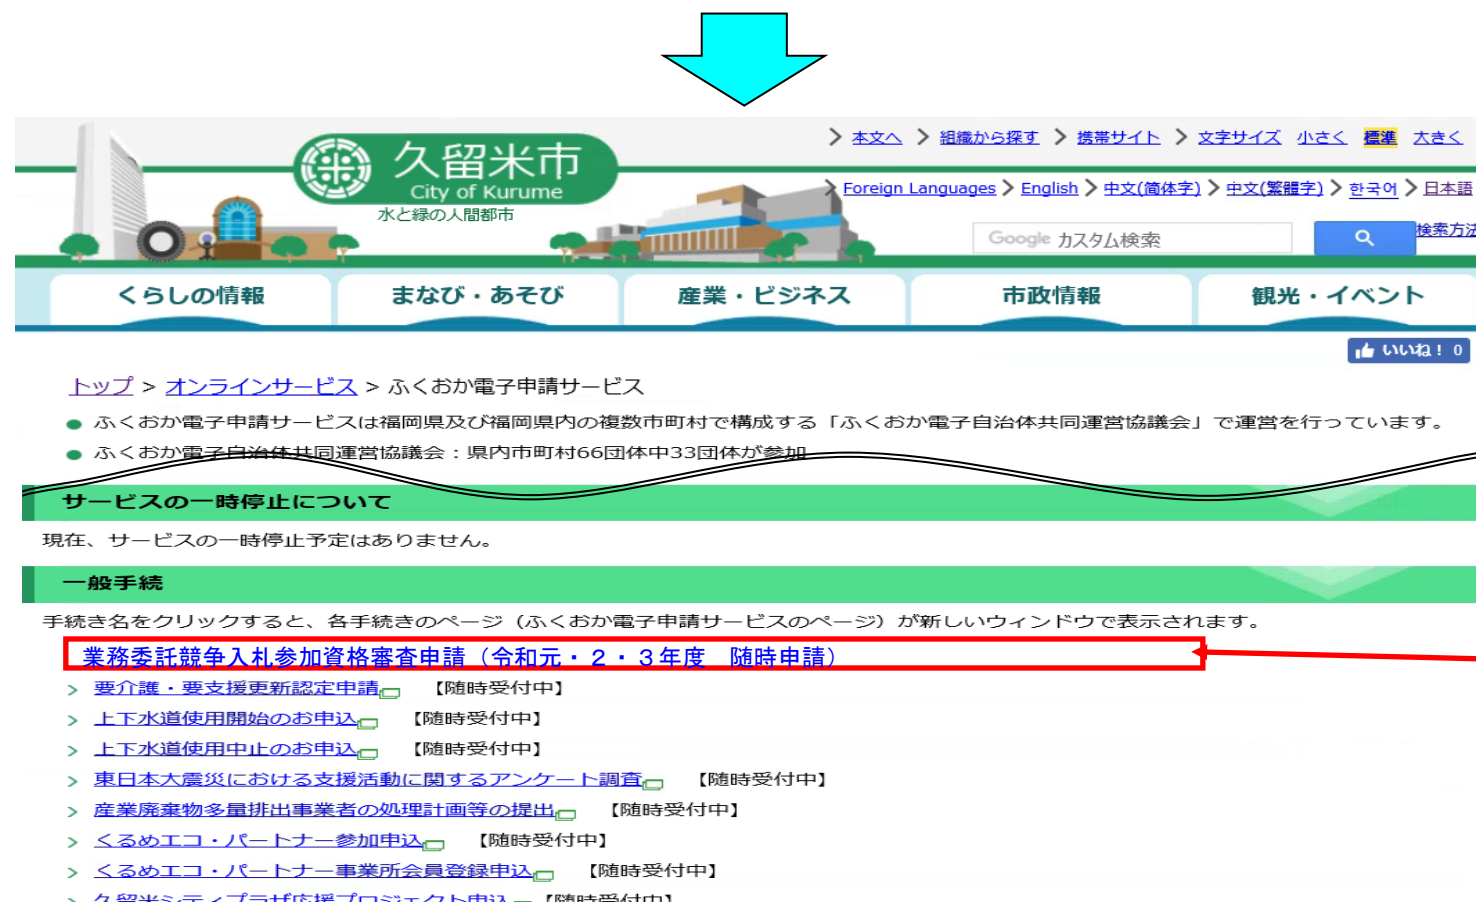 久留米市
City of Kurume
水と緑の人間都市
本文へ 組織から探す 携帯サイト 文字サイズ 小さく 標準 大きく
Foreign Languages English 中文(简体字) 中文(繁體字) 한국어 日本語
Google カスタム検索 検索方法
くらしの情報 まなび・あそび 産業・ビジネス 市政情報 観光・イベント
いいね! 0
トップ > オンラインサービス > ふくおか電子申請サービス
ふくおか電子申請サービスは福岡県及び福岡県内の複数市町村で構成する「ふくおか電子自治体共同運営協議会」で運営を行っています。
ふくおか電子自治体共同運営協議会：県内市町村66団体中33団体が参加
サービスの一時停止について
現在、サービスの一時停止予定はありません。
一般手続
手続き名をクリックすると、各手続きのページ（ふくおか電子申請サービスのページ）が新しいウィンドウで表示されます。
業務委託競争入札参加資格審査申請（令和元・２・３年度　随時申請）
要介護・要支援更新認定申請 【随時受付中】
上下水道使用開始のお申込 【随時受付中】
上下水道使用中止のお申込 【随時受付中】
東日本大震災における支援活動に関するアンケート調査 【随時受付中】
産業廃棄物多量排出事業者の処理計画等の提出 【随時受付中】
くるめエコ・パートナー参加申込 【随時受付中】
くるめエコ・パートナー事業所会員登録申込 【随時受付中】
久留米シティプラザ応援プロジェクト申込 【随時受付中】